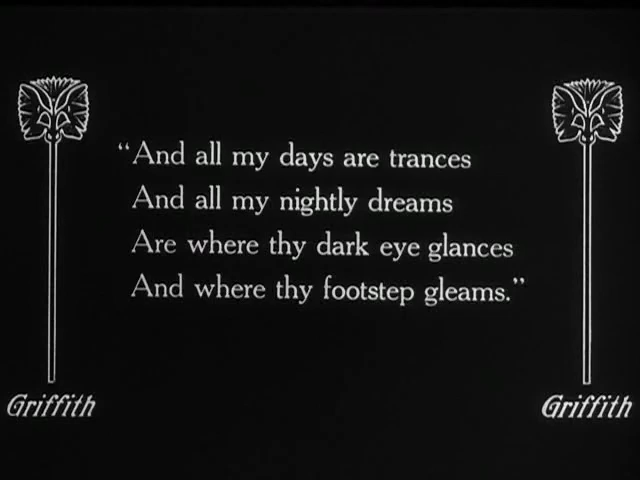 “And all my days are trances
And all my nightly dreams
Are where thy dark eye glances
And where thy footstep gleams.”
Griffith
Griffith